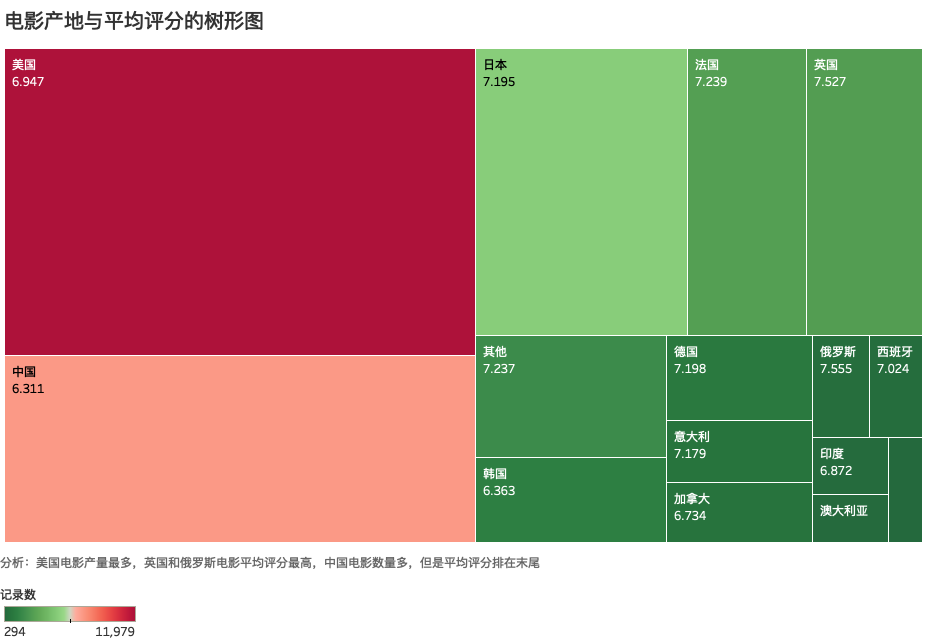 电影产地与平均评分的树形图
美国
6.947
日本
7.195
法国
7.239
英国
7.527
中国
6.311
其他
7.237
德国
7.198
俄罗斯
7.555
西班牙
7.024
意大利
7.179
韩国
6.363
加拿大
6.734
印度
6.872
澳大利亚
分析：美国电影产量最多，英国和俄罗斯电影平均评分最高，中国电影数量多，但是平均评分排在末尾
记录数
294
11,979